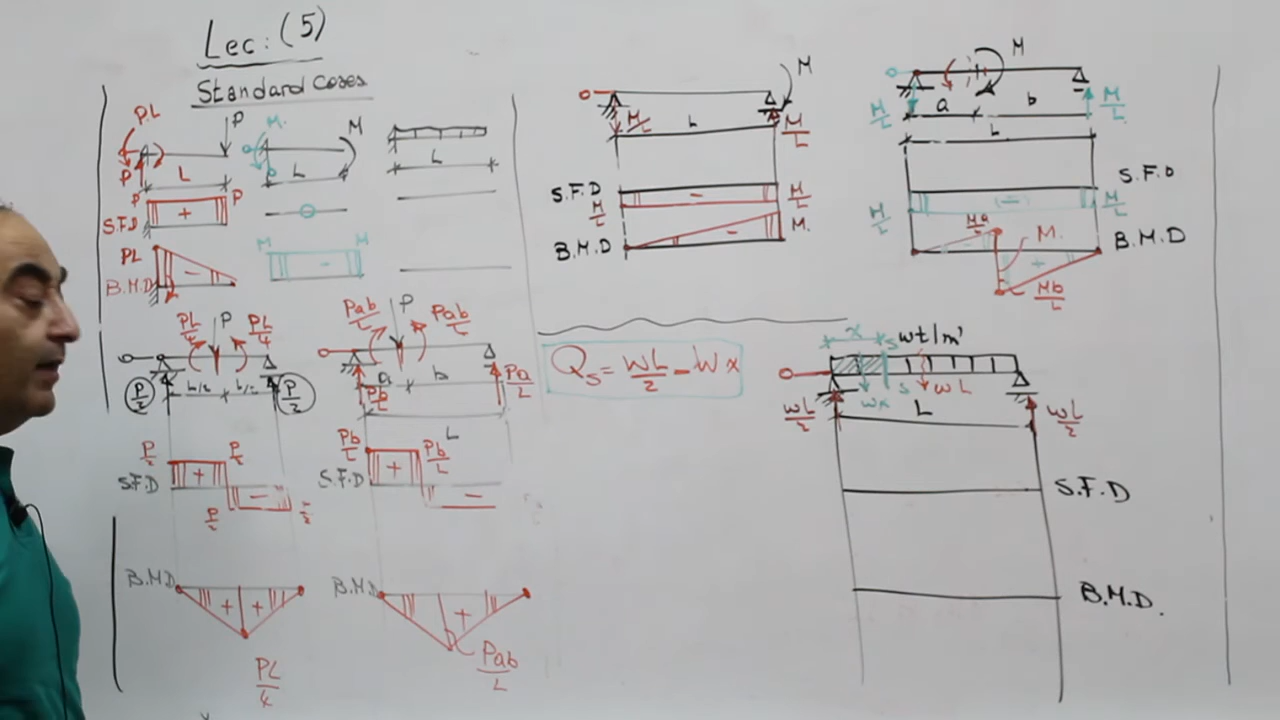 Lec: (5)
Standard cases
P.L P M. M
P L L L
P P
S.F.D +
PL M M
B.M.D - -
PL/4 P PL/4
P/2 L/2 L/2 P/2
P/2 P/2
S.F.D + -
P/2 P/2
B.M.D + +
PL/4
Pab/L P Pab/L
a b
Pb/L Pa/L
L
Pb/L Pb/L
S.F.D +
B.M.D +
Pab/L
M
M/L L M/L
S.F.D - M/L
M/L
M.
B.M.D -
M
M/L a b M/L
L
S.F.D
M/L (-) M/L
Ma/L M.
B.M.D
+
Mb/L
Qs = wL/2 - wx
x s wt/m'
s
wx wL
wL/2 L wL/2
S.F.D
B.M.D.